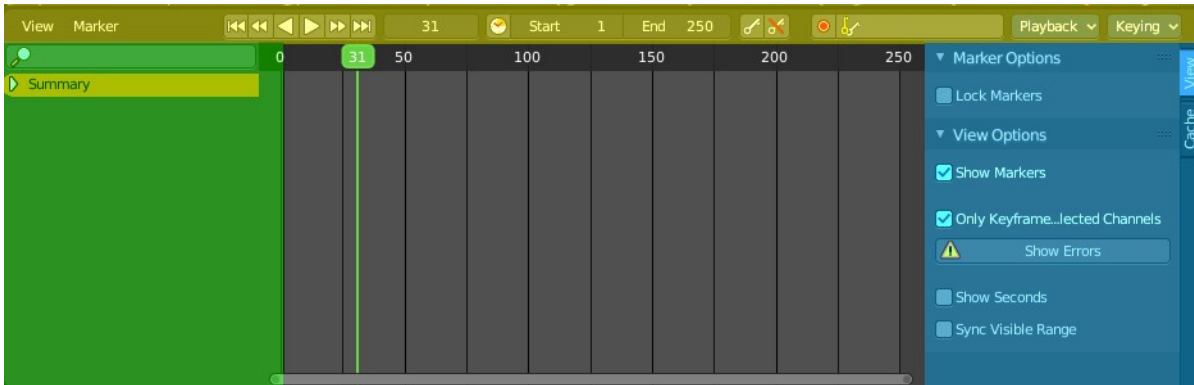 View Marker 31 Start 1 End 250 Playback Keying
0 31 50 100 150 200 250
Summary
Marker Options
Lock Markers
View Options
Show Markers
Only Keyframe...lected Channels
Show Errors
Show Seconds
Sync Visible Range
View
Cache